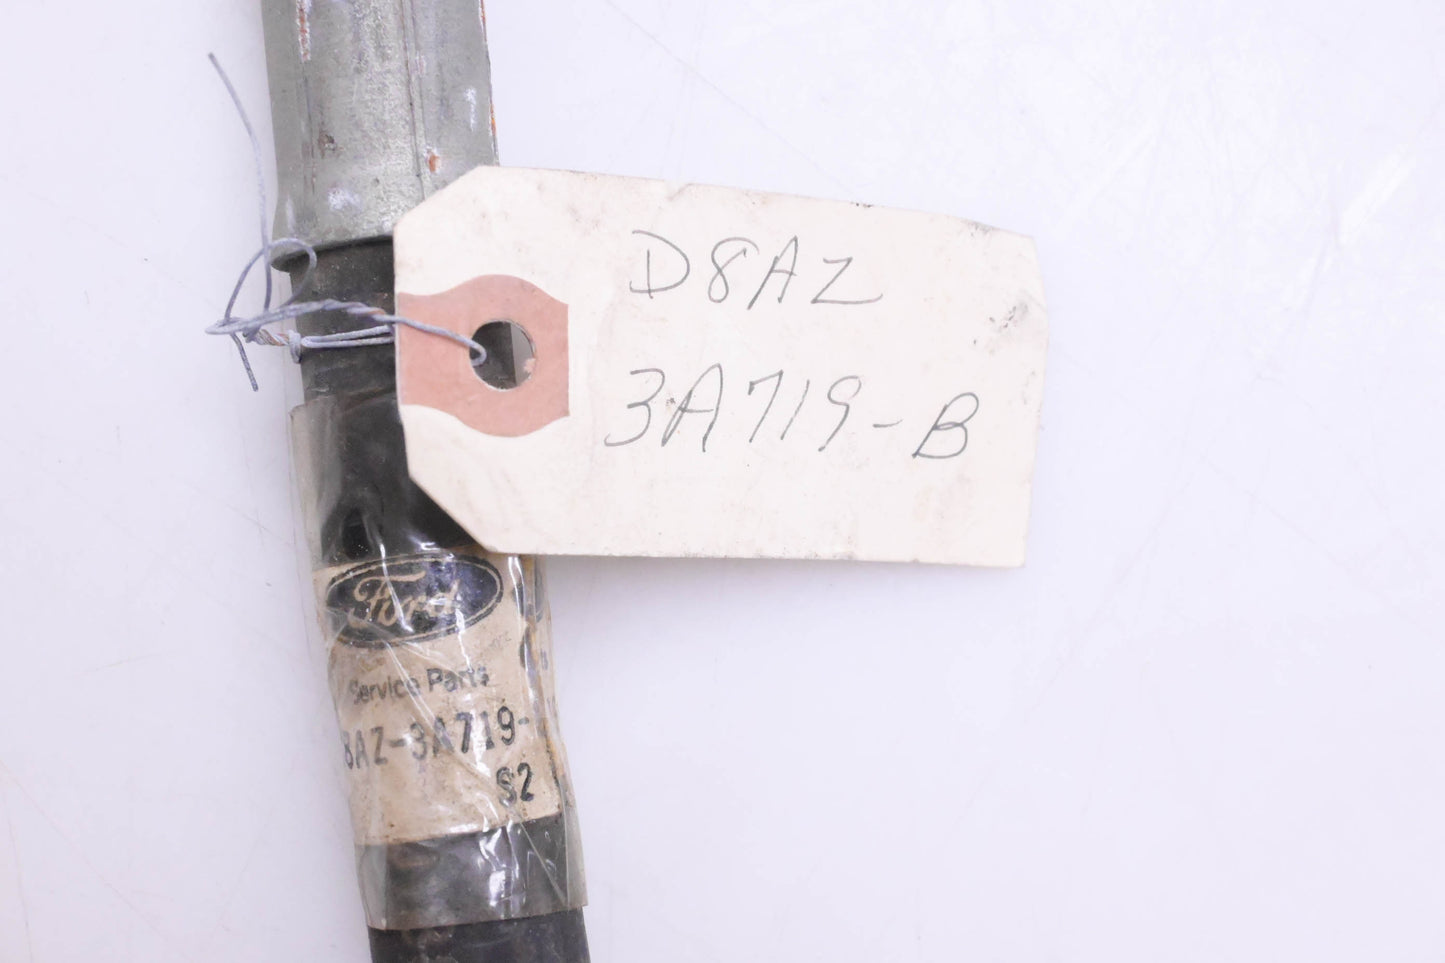 D8AZ
3A719-B
Ford
Service Parts
8AZ-3A719-
S2